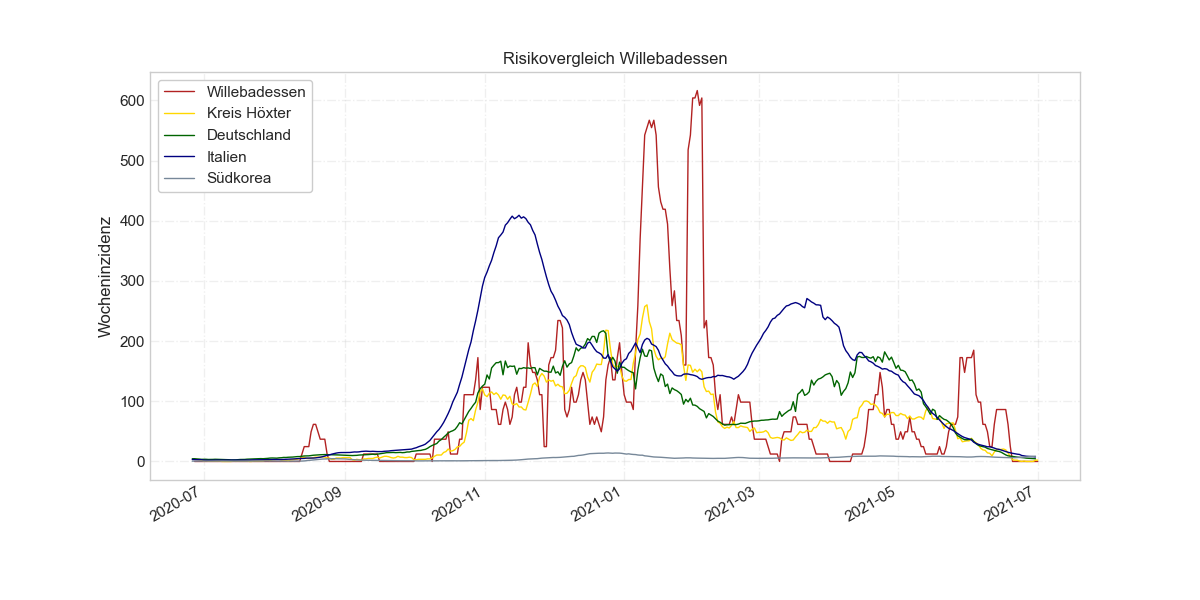 Risikovergleich Willebadessen
Willebadessen
Kreis Höxter
Deutschland
Italien
Südkorea
Wocheninzidenz
600
500
400
300
200
100
0
2020-07
2020-09
2020-11
2021-01
2021-03
2021-05
2021-07